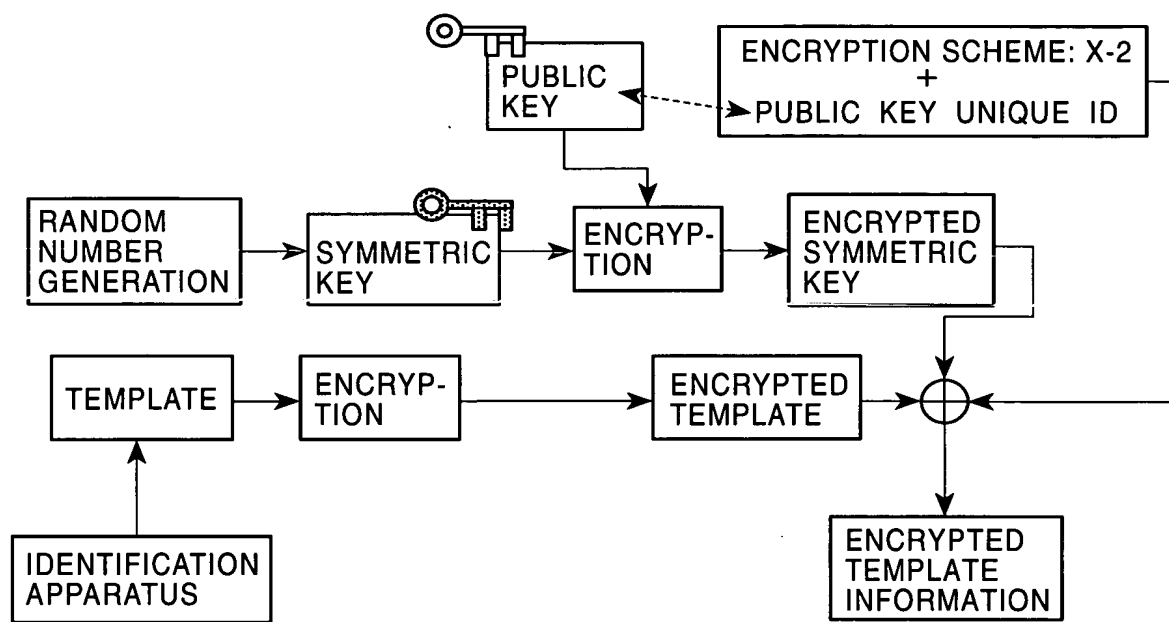 PUBLIC
KEY
ENCRYPTION SCHEME: X-2
+
PUBLIC KEY UNIQUE ID
RANDOM
NUMBER
GENERATION
SYMMETRIC
KEY
ENCRYP-
TION
ENCRYPTED
SYMMETRIC
KEY
TEMPLATE
ENCRYP-
TION
ENCRYPTED
TEMPLATE
IDENTIFICATION
APPARATUS
ENCRYPTED
TEMPLATE
INFORMATION